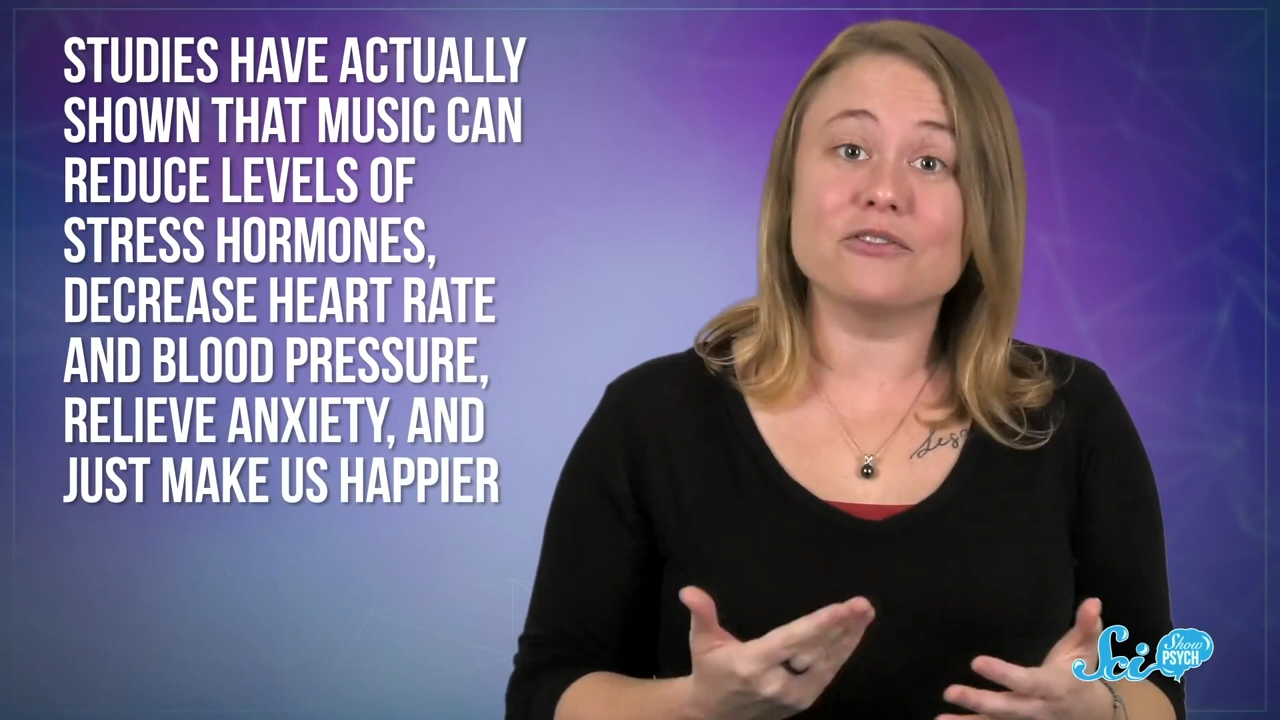 STUDIES HAVE ACTUALLY
SHOWN THAT MUSIC CAN
REDUCE LEVELS OF
STRESS HORMONES,
DECREASE HEART RATE
AND BLOOD PRESSURE,
RELIEVE ANXIETY, AND
JUST MAKE US HAPPIER
Sci Show
PSYCH